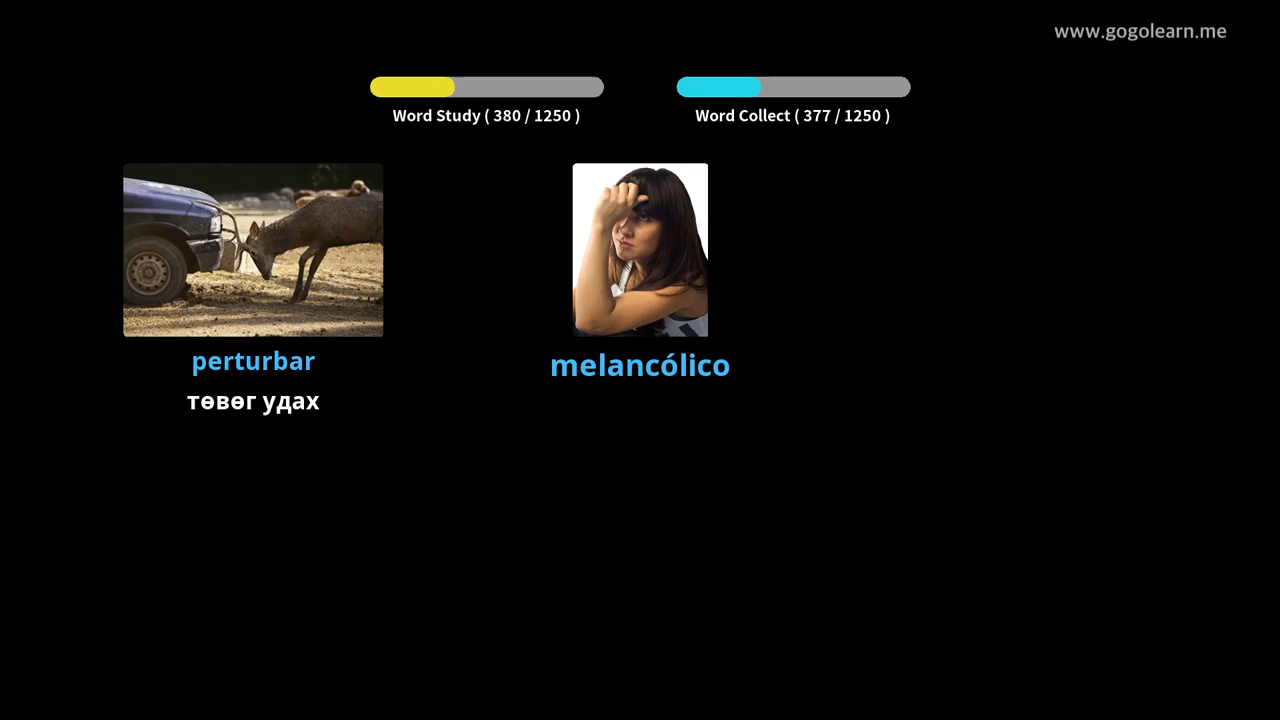 www.gogolearn.me
Word Study ( 380 / 1250 )
Word Collect ( 377 / 1250 )
perturbar
төвөг удах
melancólico